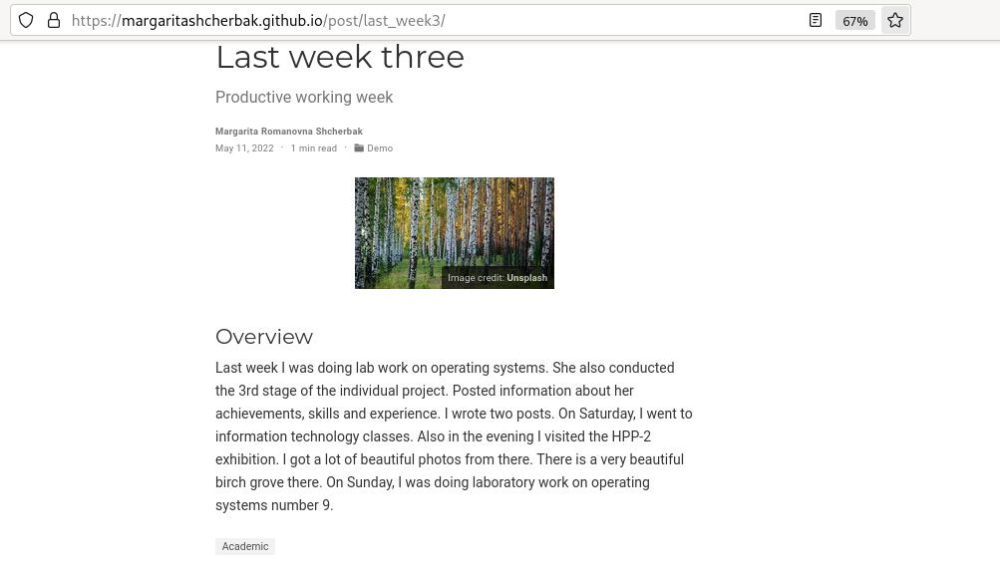 https://margaritashcherbak.github.io/post/last_week3/
67%
Last week three
Productive working week
Margarita Romanovna Shcherbak
May 11, 2022 · 1 min read · Demo
Image credit: Unsplash
Overview
Last week I was doing lab work on operating systems. She also conducted
the 3rd stage of the individual project. Posted information about her
achievements, skills and experience. I wrote two posts. On Saturday, I went to
information technology classes. Also in the evening I visited the HPP-2
exhibition. I got a lot of beautiful photos from there. There is a very beautiful
birch grove there. On Sunday, I was doing laboratory work on operating
systems number 9.
Academic